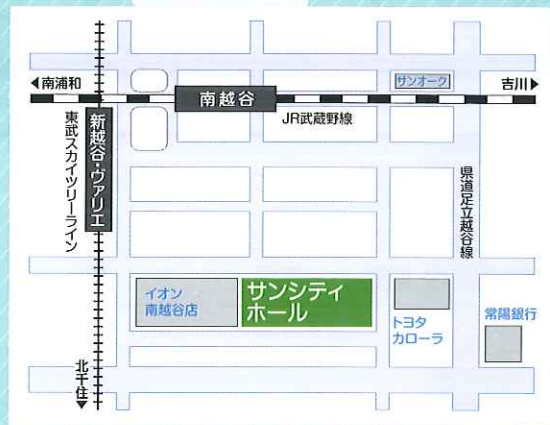 ◀南浦和
サンオーク
吉川▶
南越谷
JR武蔵野線
東武スカイツリーライン
新越谷・ヴァリエ
県道足立越谷線
イオン
南越谷店
サンシティ
ホール
トヨタ
カローラ
常陽銀行
北千住▼